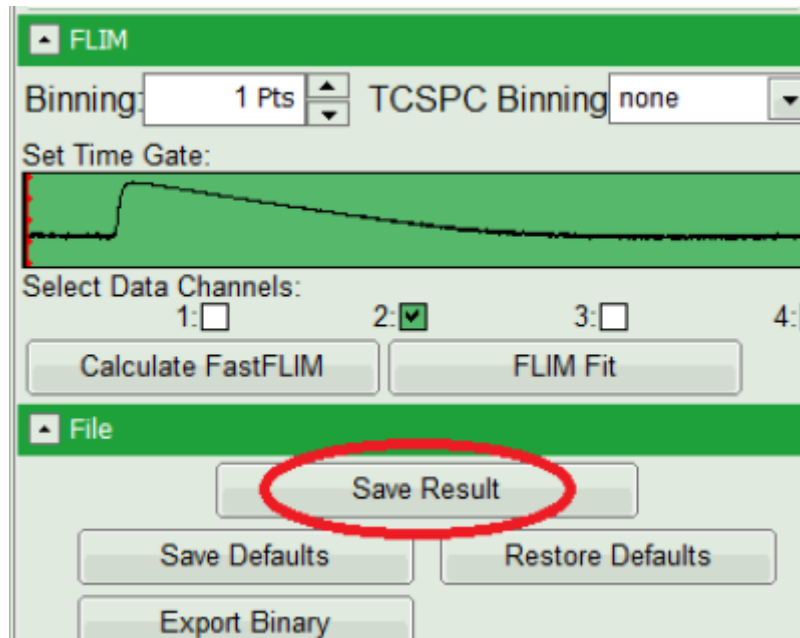 FLIM
Binning: 1 Pts TCSPC Binning none
Set Time Gate:
Select Data Channels:
1: 2: 3: 4:
Calculate FastFLIM FLIM Fit
File
Save Result
Save Defaults Restore Defaults
Export Binary